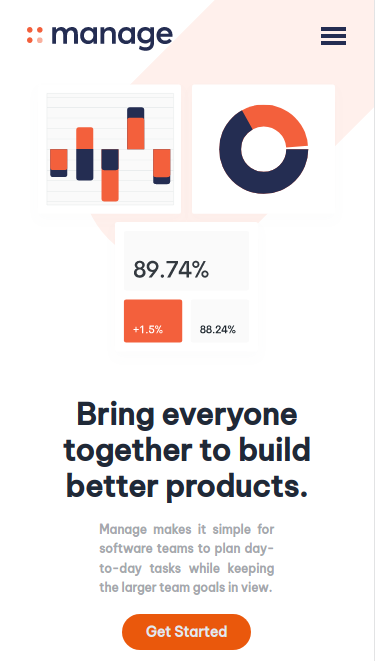 manage
89.74%
+1.5%
88.24%
Bring everyone
together to build
better products.
Manage makes it simple for
software teams to plan day-
to-day tasks while keeping
the larger team goals in view.
Get Started